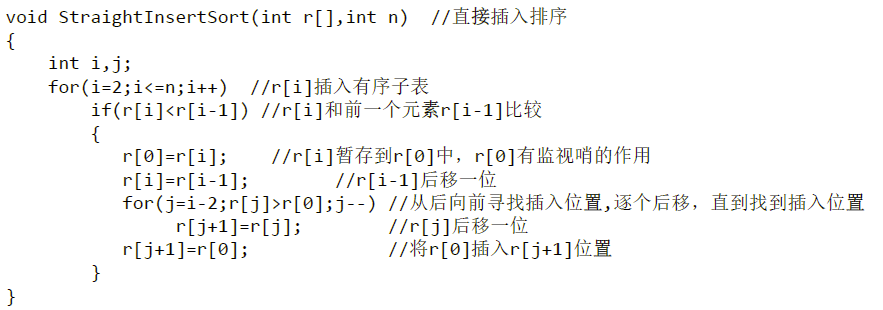 void StraightInsertSort(int r[],int n)  //直接插入排序
{
    int i,j;
    for(i=2;i<=n;i++)  //r[i]插入有序子表
        if(r[i]<r[i-1]) //r[i]和前一个元素r[i-1]比较
        {
           r[0]=r[i];    //r[i]暂存到r[0]中，r[0]有监视哨的作用
           r[i]=r[i-1];       //r[i-1]后移一位
           for(j=i-2;r[j]>r[0];j--) //从后向前寻找插入位置,逐个后移，直到找到插入位置
                r[j+1]=r[j];        //r[j]后移一位
           r[j+1]=r[0];             //将r[0]插入r[j+1]位置
        }
}